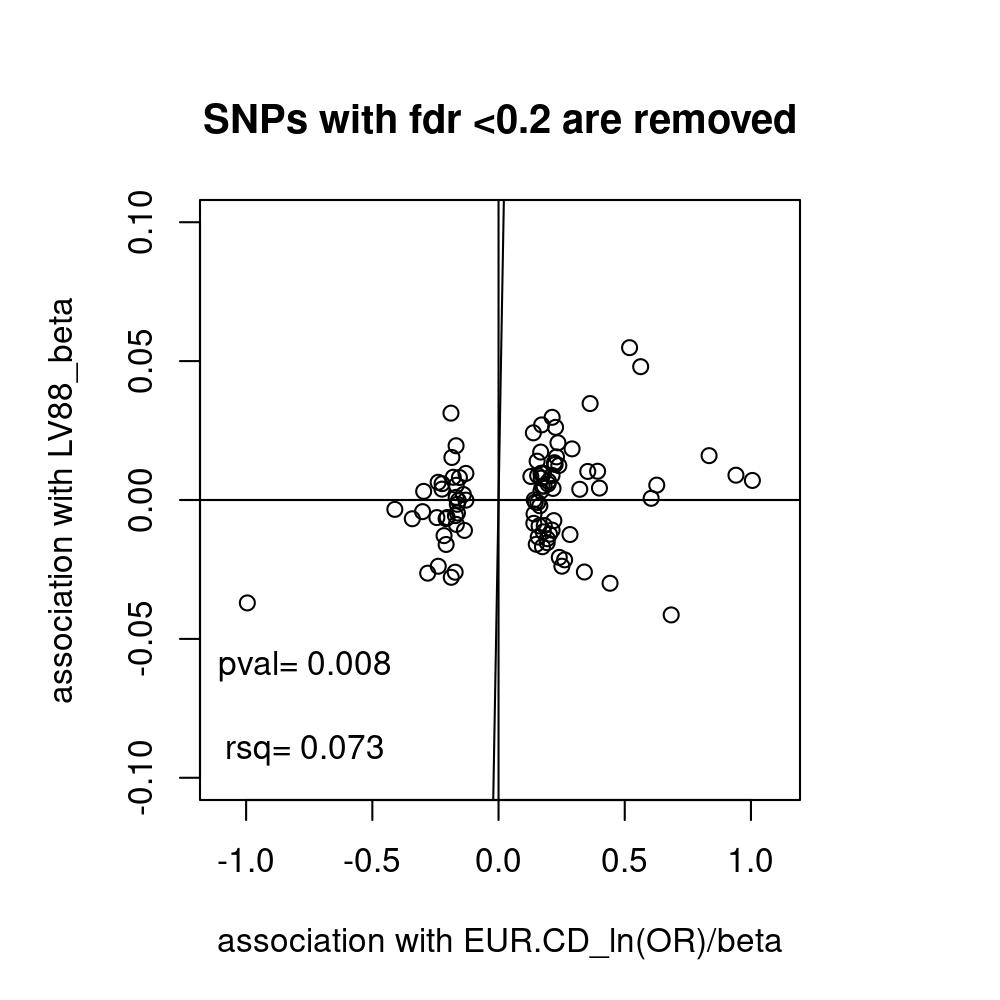 SNPs with fdr <0.2 are removed
association with LV88_beta
0.10
0.05
0.00
-0.05
-0.10
pval= 0.008
rsq= 0.073
-1.0 -0.5 0.0 0.5 1.0
association with EUR.CD_ln(OR)/beta